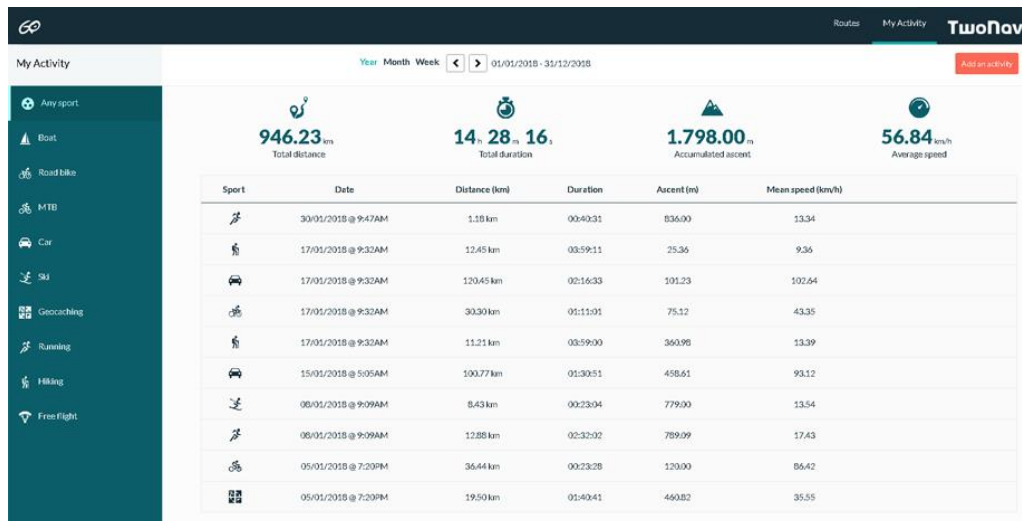 GO
Routes My Activity TwoNav
My Activity
Year Month Week 01/01/2018 - 31/12/2018
Add an activity
Any sport
Boat
Road bike
MTB
Car
Ski
Geocaching
Running
Hiking
Free flight
946.23 km
Total distance
14 h 28 m 16 s
Total duration
1.798.00 m
Accumulated ascent
56.84 km/h
Average speed
Sport Date Distance (km) Duration Ascent (m) Mean speed (km/h)
30/01/2018 @ 9:47AM 1.18 km 00:40:31 836.00 13.34
17/01/2018 @ 9:32AM 12.45 km 03:59:11 25.36 9.36
17/01/2018 @ 9:32AM 120.45 km 02:16:33 101.23 102.64
17/01/2018 @ 9:32AM 30.30 km 01:11:01 75.12 43.35
17/01/2018 @ 9:32AM 11.21 km 03:59:00 360.98 13.39
15/01/2018 @ 5:05AM 100.77 km 01:30:51 458.61 93.12
08/01/2018 @ 9:09AM 8.43 km 00:23:04 779.00 13.54
08/01/2018 @ 9:09AM 12.88 km 02:32:02 789.09 17.43
05/01/2018 @ 7:20PM 36.44 km 00:23:28 120.00 86.42
05/01/2018 @ 7:20PM 19.50 km 01:40:41 460.82 35.55